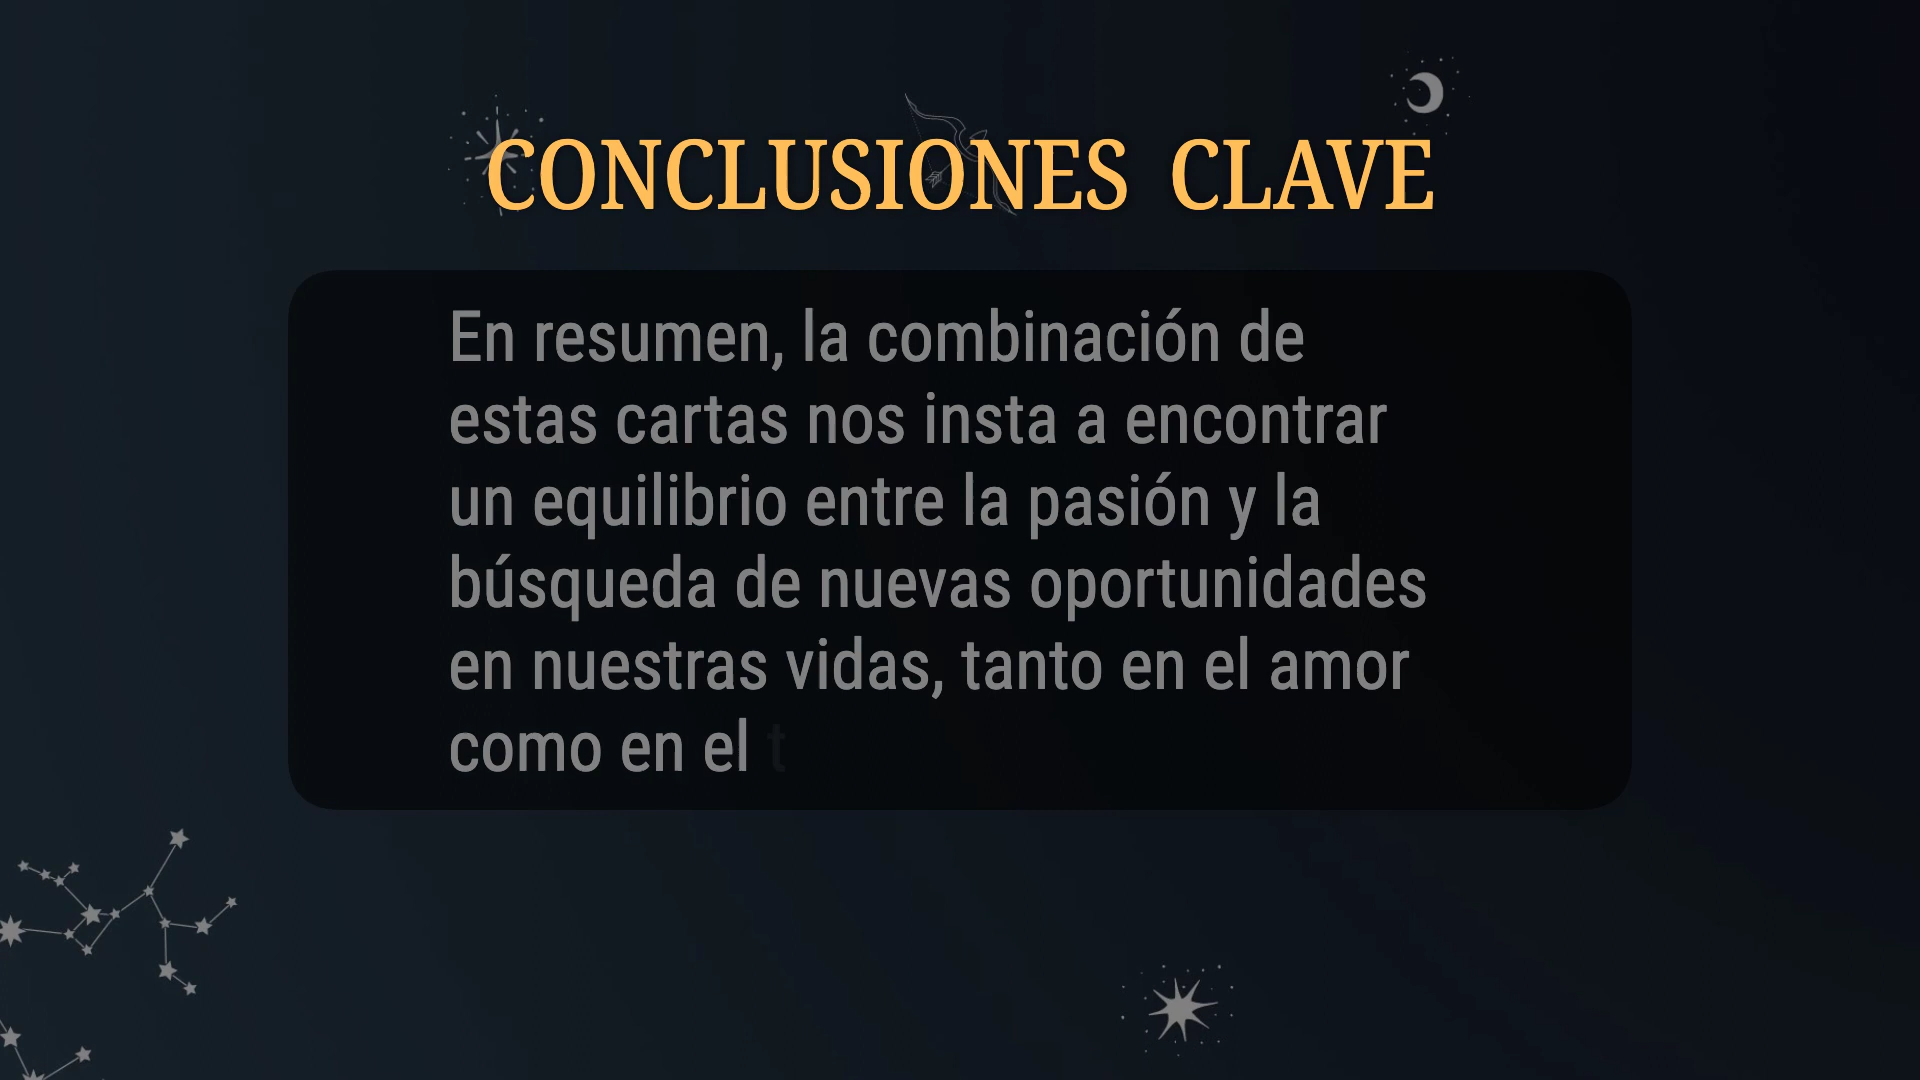 CONCLUSIONES CLAVE
En resumen, la combinación de
estas cartas nos insta a encontrar
un equilibrio entre la pasión y la
búsqueda de nuevas oportunidades
en nuestras vidas, tanto en el amor
como en el t